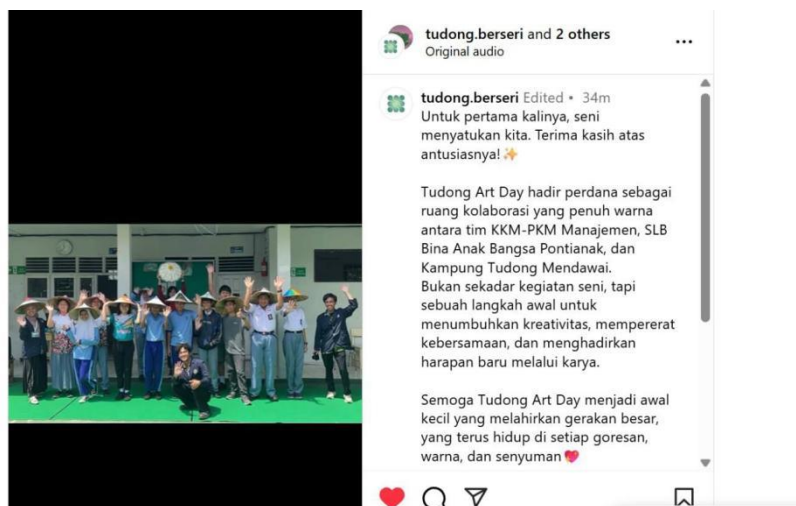 tudong.berseri and 2 others
Original audio
tudong.berseri Edited • 34m
Untuk pertama kalinya, seni
menyatukan kita. Terima kasih atas
antusiasnya! ✨
Tudong Art Day hadir perdana sebagai
ruang kolaborasi yang penuh warna
antara tim KKM-PKM Manajemen, SLB
Bina Anak Bangsa Pontianak, dan
Kampung Tudong Mendawai.
Bukan sekadar kegiatan seni, tapi
sebuah langkah awal untuk
menumbuhkan kreativitas, mempererat
kebersamaan, dan menghadirkan
harapan baru melalui karya.
Semoga Tudong Art Day menjadi awal
kecil yang melahirkan gerakan besar,
yang terus hidup di setiap goresan,
warna, dan senyuman💖